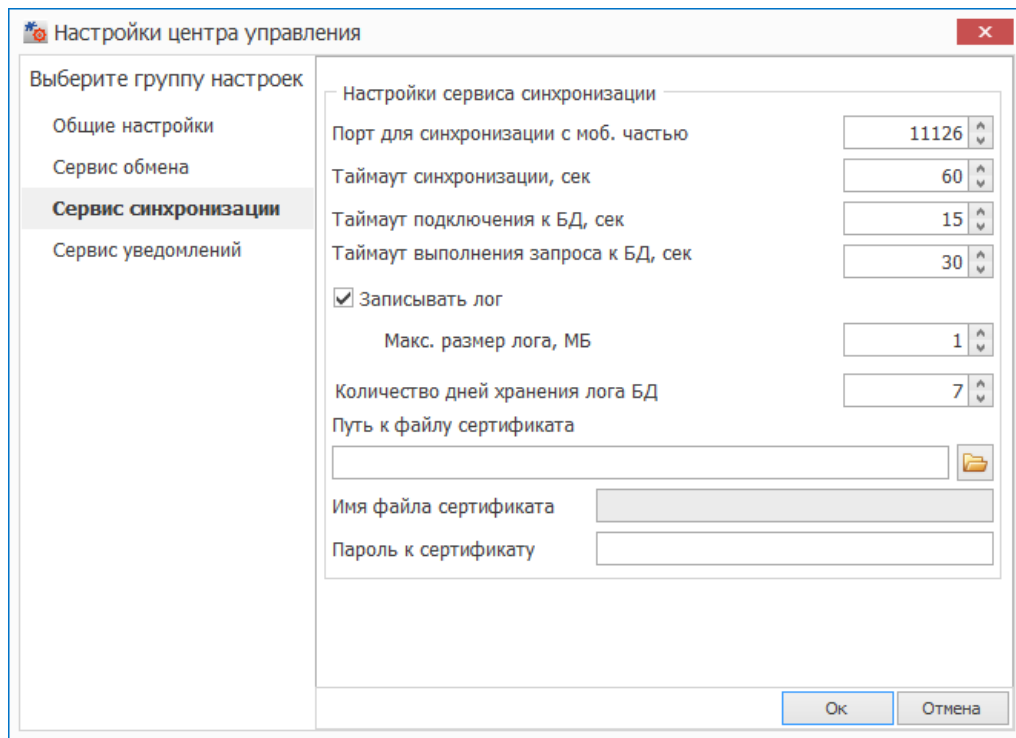 Настройки центра управления
Выберите группу настроек
Общие настройки
Сервис обмена
Сервис синхронизации
Сервис уведомлений
Настройки сервиса синхронизации
Порт для синхронизации с моб. частью 11126
Таймаут синхронизации, сек 60
Таймаут подключения к БД, сек 15
Таймаут выполнения запроса к БД, сек 30
Записывать лог
Макс. размер лога, МБ 1
Количество дней хранения лога БД 7
Путь к файлу сертификата
Имя файла сертификата
Пароль к сертификату
Ок Отмена